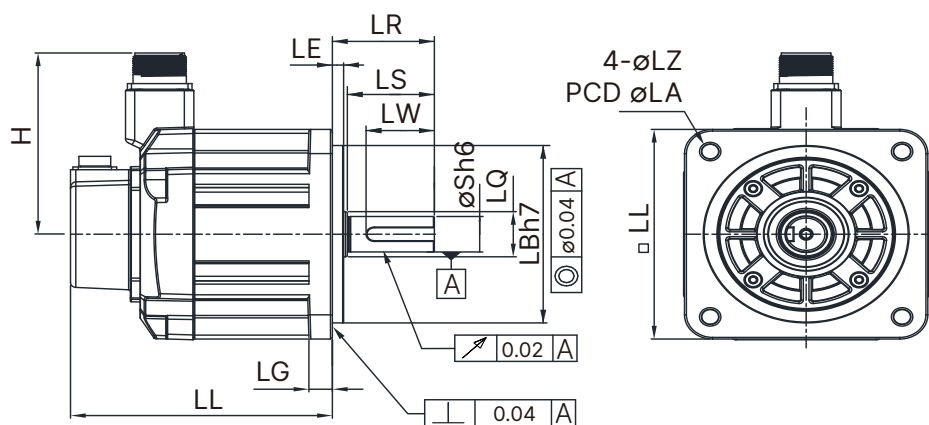 LR
LE
LS
LW
H
øSh6
LQ
LBh7
ø0.04 A
A
0.02 A
LG
LL
0.04 A
4-øLZ
PCD øLA
LL